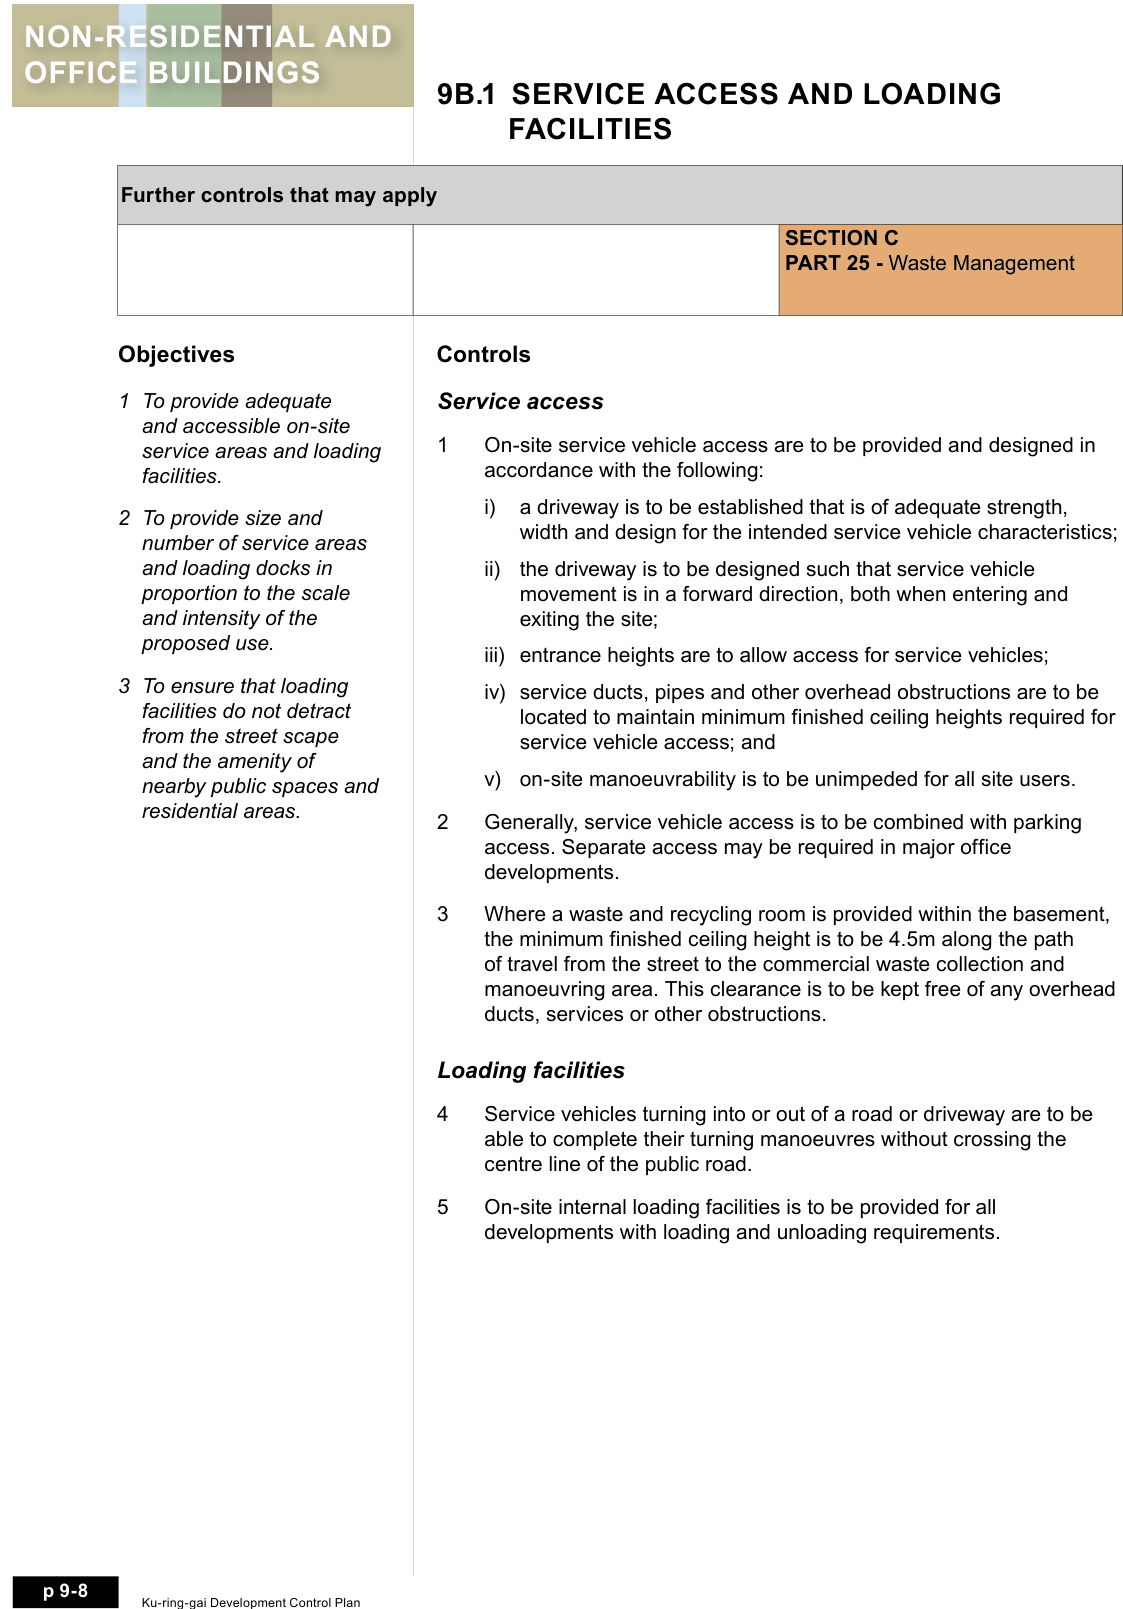 NON-RESIDENTIAL AND
OFFICE BUILDINGS
9B.1 SERVICE ACCESS AND LOADING
FACILITIES
Further controls that may apply
SECTION C
PART 25 - Waste Management
Objectives
1 To provide adequate
and accessible on-site
service areas and loading
facilities.
2 To provide size and
number of service areas
and loading docks in
proportion to the scale
and intensity of the
proposed use.
3 To ensure that loading
facilities do not detract
from the street scape
and the amenity of
nearby public spaces and
residential areas.
Controls
Service access
1 On-site service vehicle access are to be provided and designed in
accordance with the following:
i) a driveway is to be established that is of adequate strength,
width and design for the intended service vehicle characteristics;
ii) the driveway is to be designed such that service vehicle
movement is in a forward direction, both when entering and
exiting the site;
iii) entrance heights are to allow access for service vehicles;
iv) service ducts, pipes and other overhead obstructions are to be
located to maintain minimum finished ceiling heights required for
service vehicle access; and
v) on-site manoeuvrability is to be unimpeded for all site users.
2 Generally, service vehicle access is to be combined with parking
access. Separate access may be required in major office
developments.
3 Where a waste and recycling room is provided within the basement,
the minimum finished ceiling height is to be 4.5m along the path
of travel from the street to the commercial waste collection and
manoeuvring area. This clearance is to be kept free of any overhead
ducts, services or other obstructions.
Loading facilities
4 Service vehicles turning into or out of a road or driveway are to be
able to complete their turning manoeuvres without crossing the
centre line of the public road.
5 On-site internal loading facilities is to be provided for all
developments with loading and unloading requirements.
p 9-8
Ku-ring-gai Development Control Plan